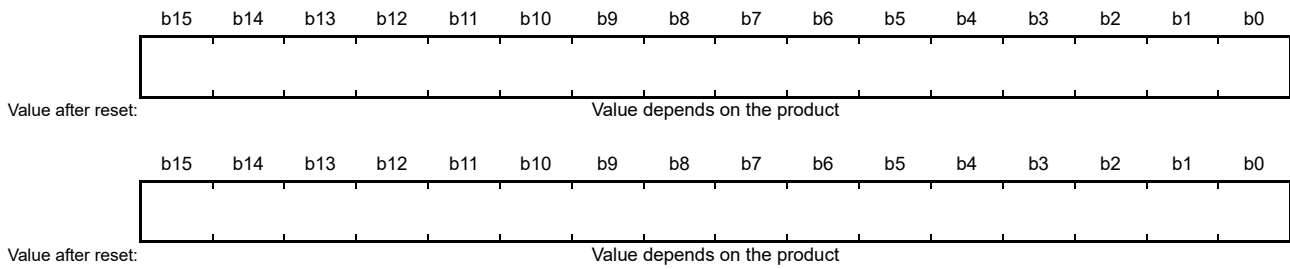 b15 b14 b13 b12 b11 b10 b9 b8 b7 b6 b5 b4 b3 b2 b1 b0
Value after reset: Value depends on the product
b15 b14 b13 b12 b11 b10 b9 b8 b7 b6 b5 b4 b3 b2 b1 b0
Value after reset: Value depends on the product